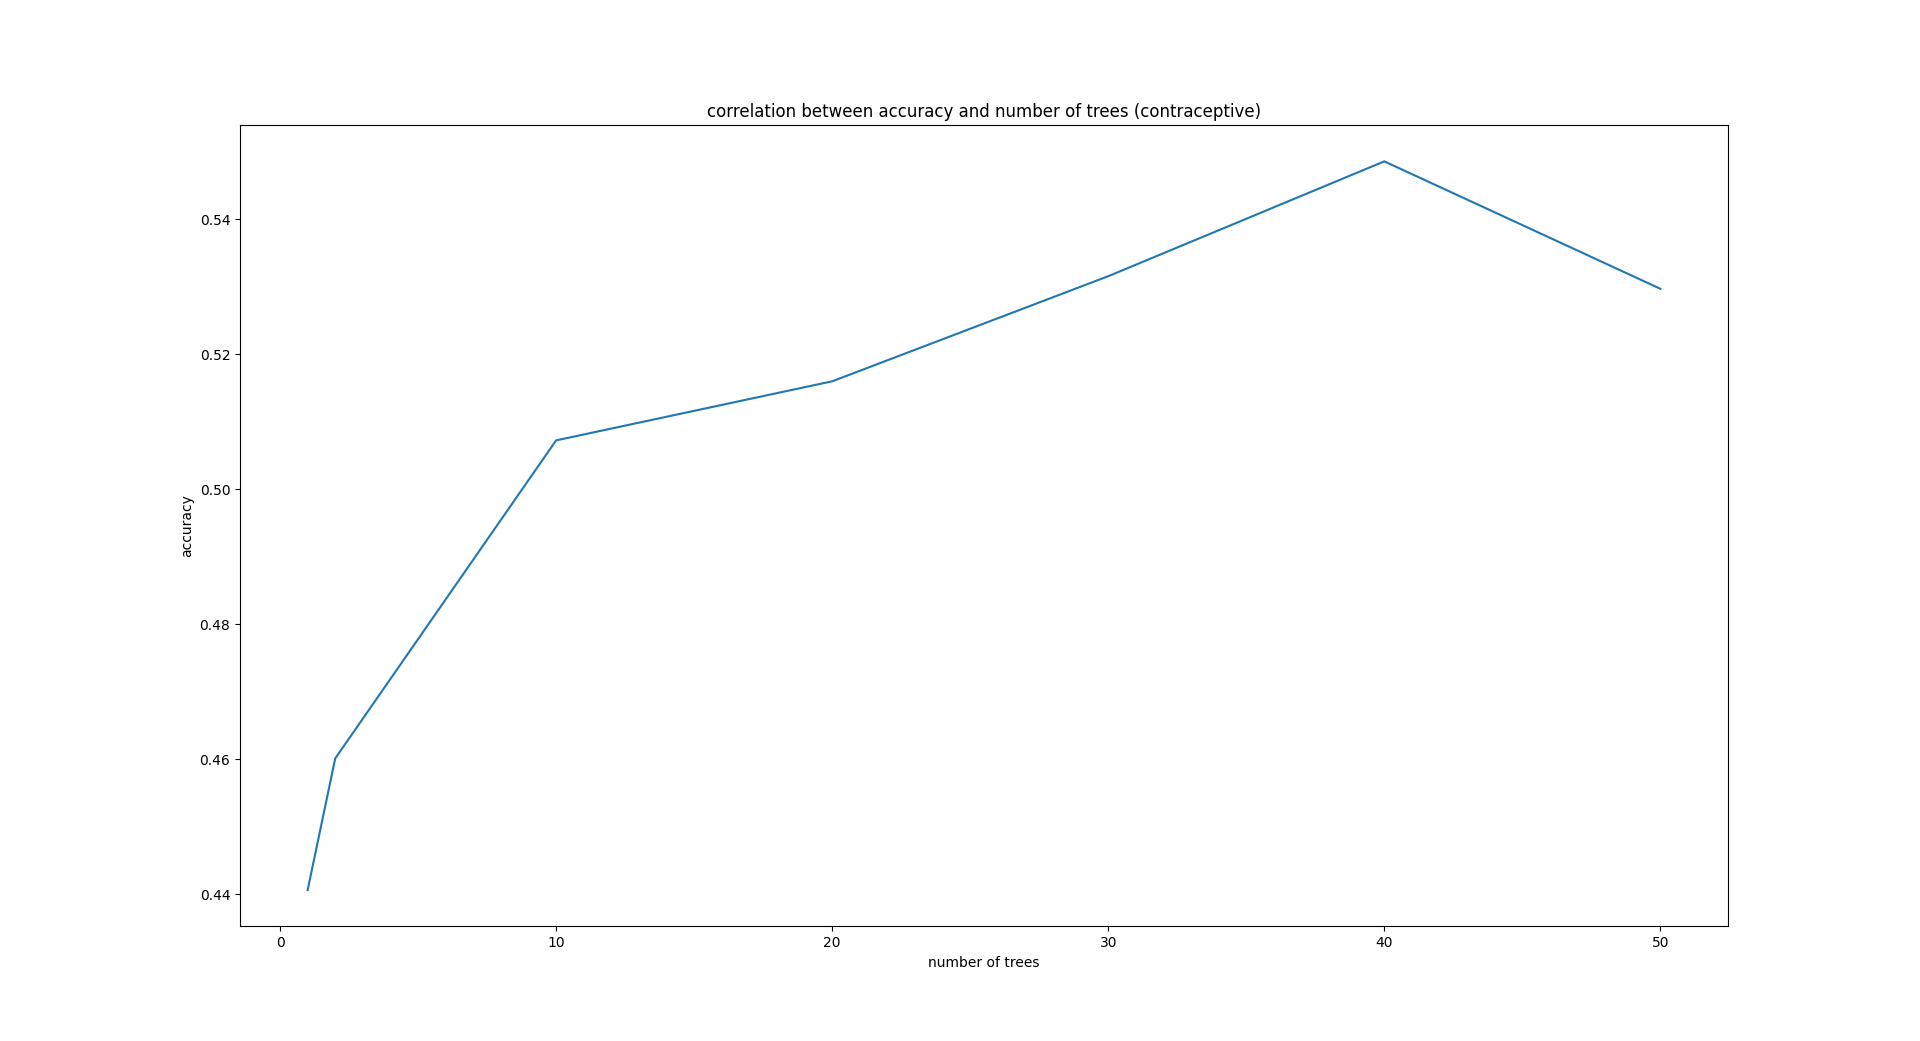 correlation between accuracy and number of trees (contraceptive)
accuracy
0.54
0.52
0.50
0.48
0.46
0.44
0 10 20 30 40 50
number of trees